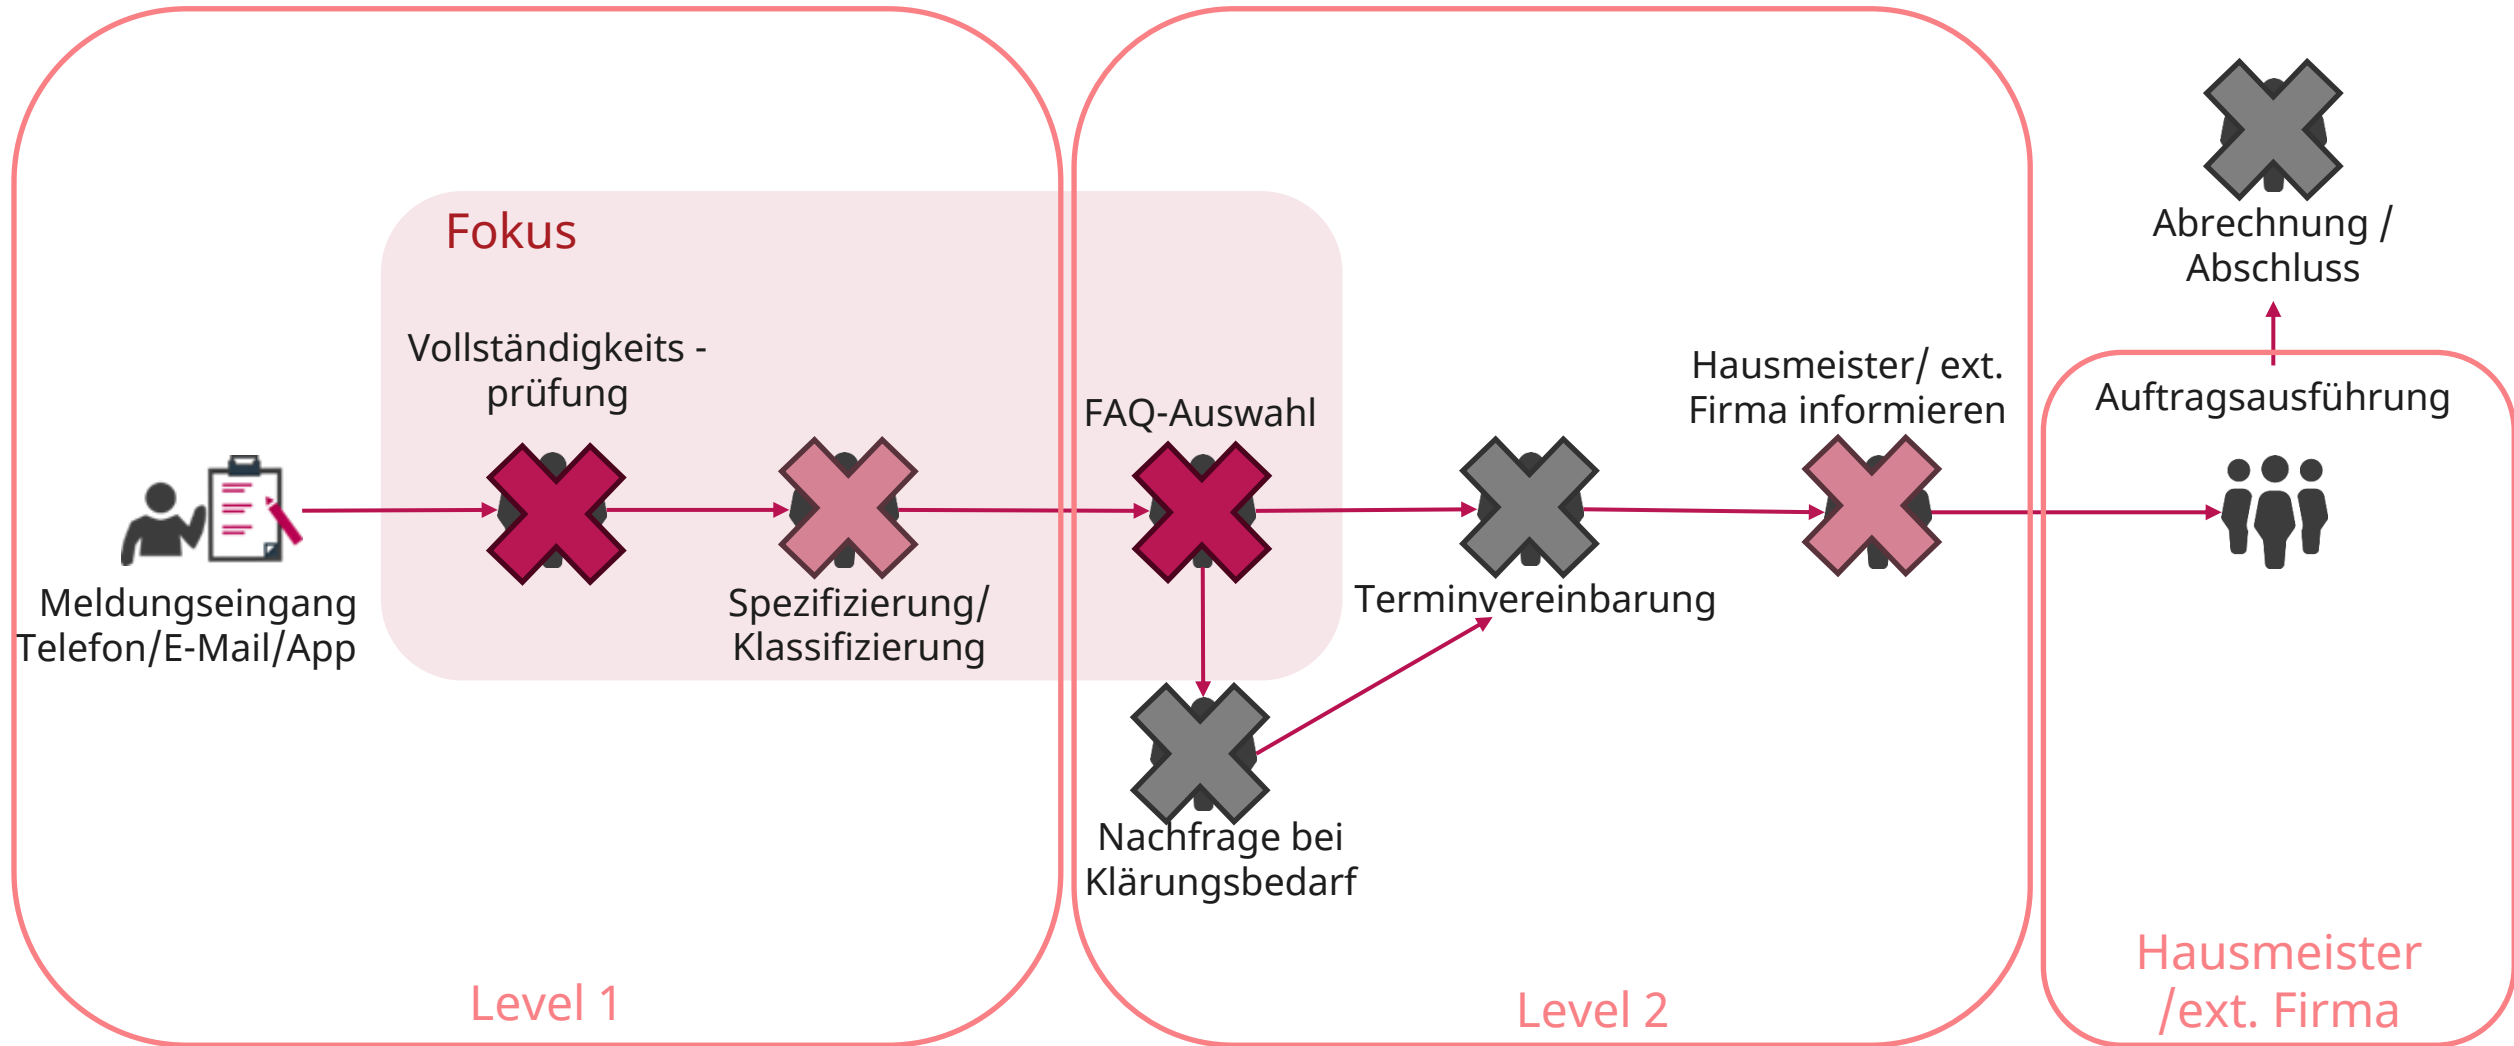 Fokus
Vollständigkeits -
prüfung
Meldungseingang
Telefon/E-Mail/App
Spezifizierung/
Klassifizierung
Level 1
FAQ-Auswahl
Nachfrage bei
Klärungsbedarf
Terminvereinbarung
Hausmeister/ ext.
Firma informieren
Level 2
Abrechnung /
Abschluss
Auftragsausführung
Hausmeister
/ext. Firma